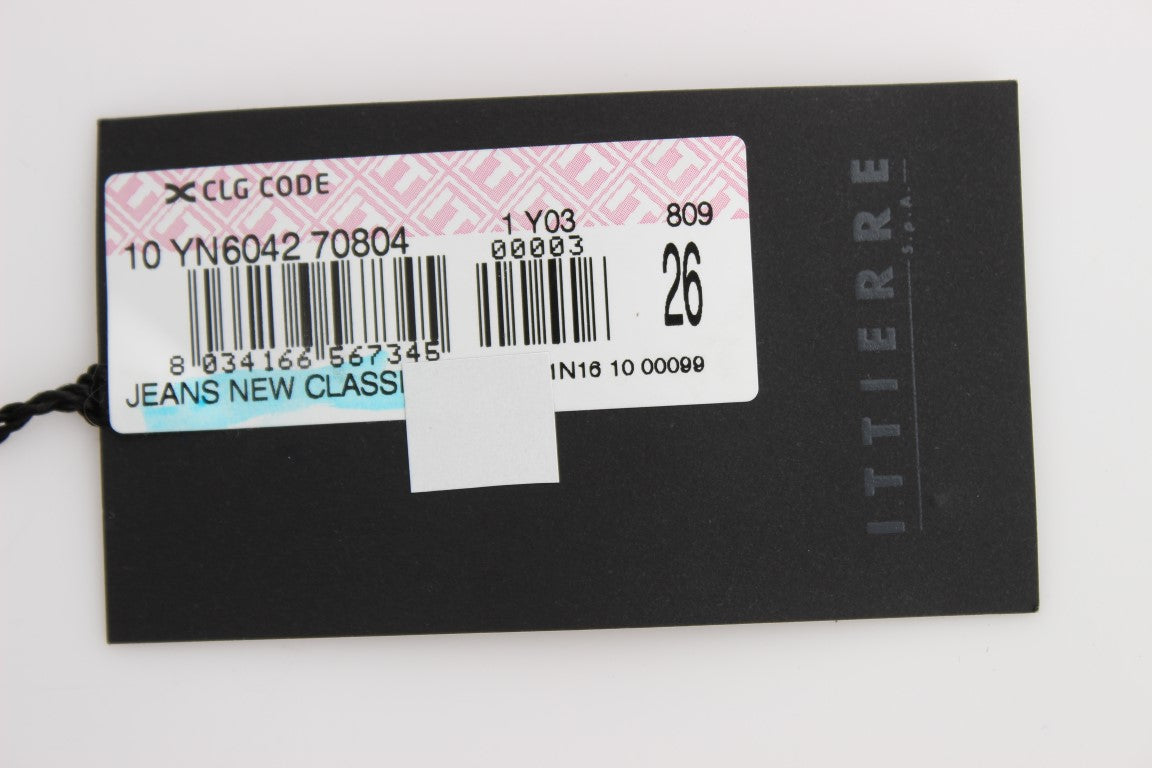 CLG CODE
10 YN6042 70804
1 Y03
809
00003
26
8 034166 567345
JEANS NEW CLASSI
1N16 10 00099
ITTIERRE
S.p.A.